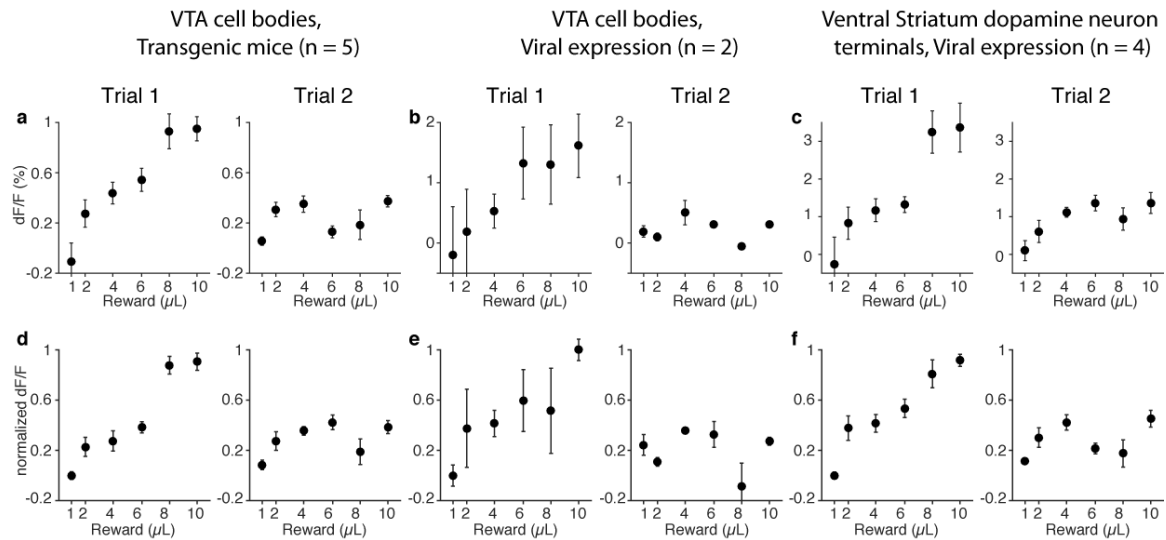 VTA cell bodies,
Transgenic mice (n = 5)
VTA cell bodies,
Viral expression (n = 2)
Ventral Striatum dopamine neuron
terminals, Viral expression (n = 4)
Trial 1
Trial 2
Trial 1
Trial 2
Trial 1
Trial 2
a
dF/F (%)
1
0.6
0.2
-0.2
1 2 4 6 8 10
Reward (µL)
1
0.6
0.2
-0.2
1 2 4 6 8 10
Reward (µL)
b
2
1
0
1 2 4 6 8 10
Reward (µL)
2
1
0
1 2 4 6 8 10
Reward (µL)
c
3
2
1
0
1 2 4 6 8 10
Reward (µL)
3
2
1
0
1 2 4 6 8 10
Reward (µL)
d
normalized dF/F
1
0.6
0.2
-0.2
1 2 4 6 8 10
Reward (µL)
1
0.6
0.2
-0.2
1 2 4 6 8 10
Reward (µL)
e
1
0.6
0.2
-0.2
1 2 4 6 8 10
Reward (µL)
1
0.6
0.2
-0.2
1 2 4 6 8 10
Reward (µL)
f
1
0.6
0.2
-0.2
1 2 4 6 8 10
Reward (µL)
1
0.6
0.2
-0.2
1 2 4 6 8 10
Reward (µL)